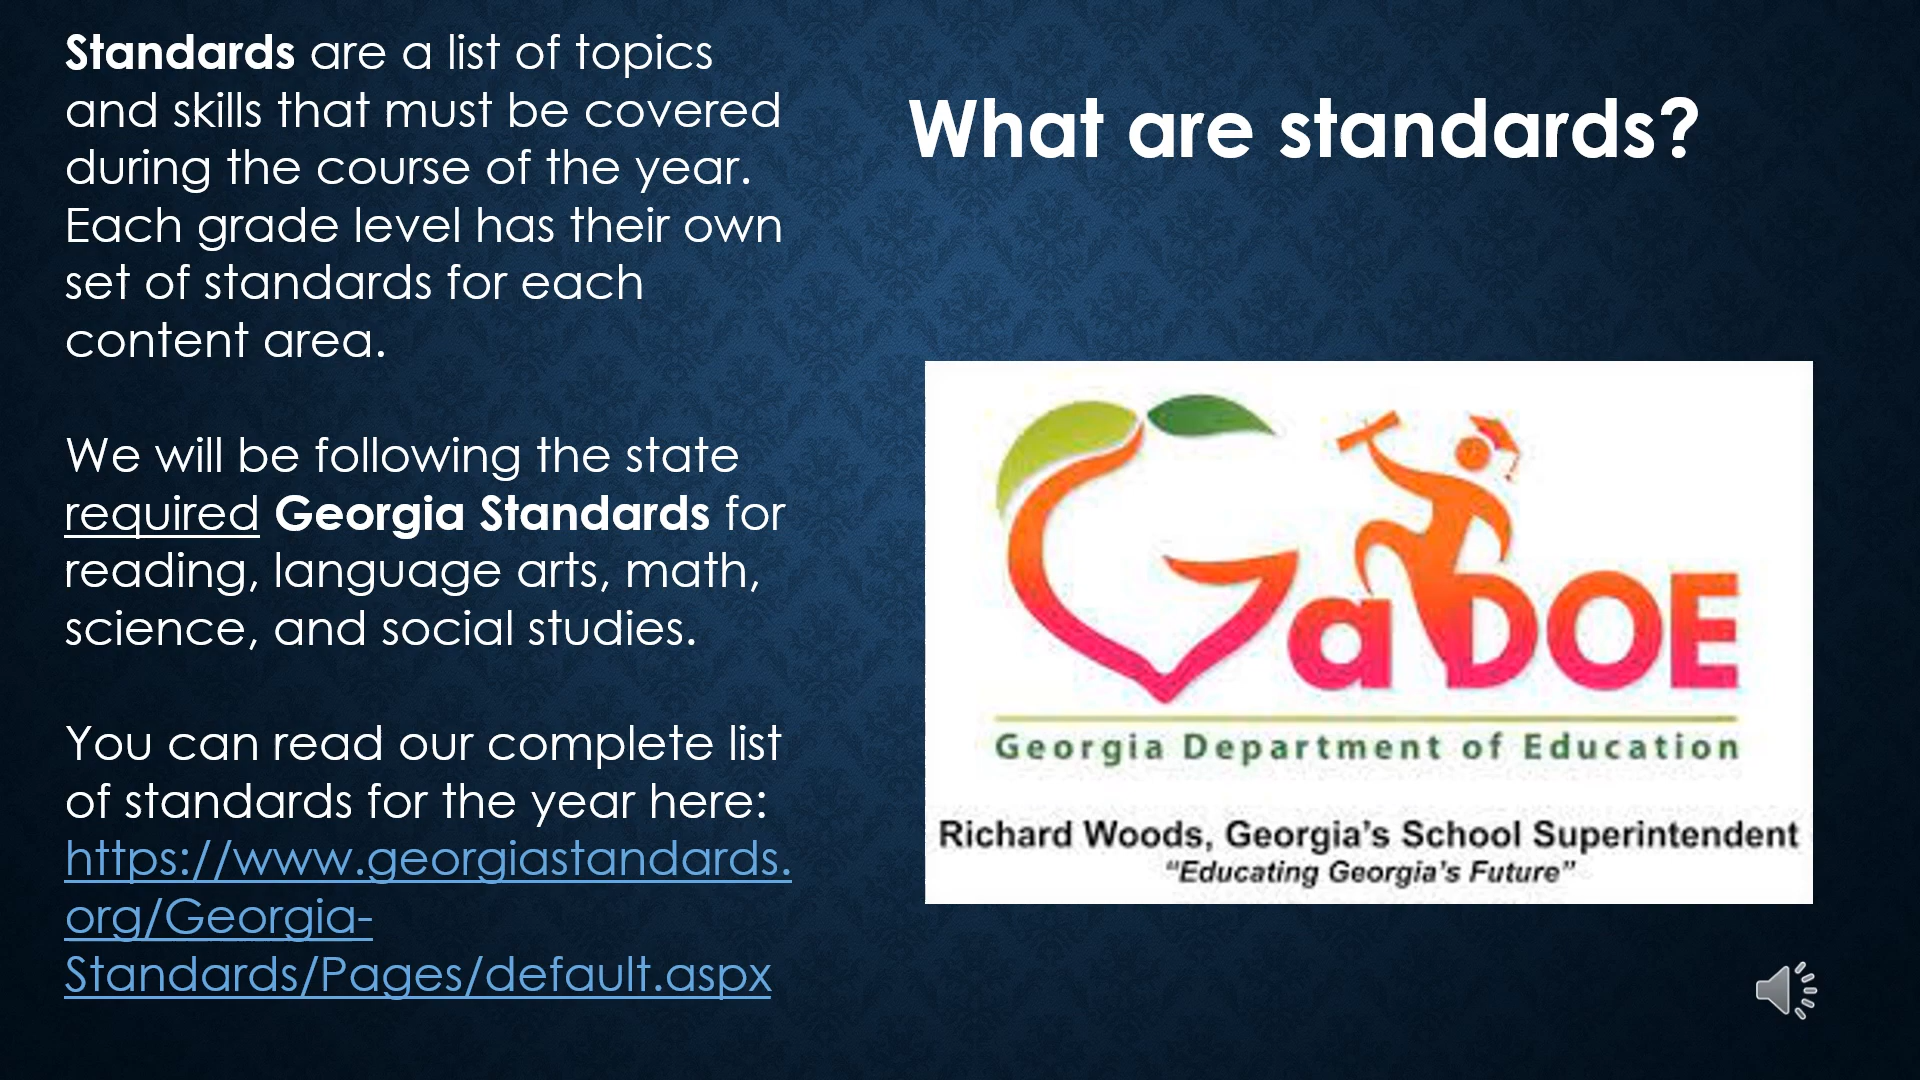 Standards are a list of topics
and skills that must be covered
during the course of the year.
Each grade level has their own
set of standards for each
content area.
We will be following the state
required Georgia Standards for
reading, language arts, math,
science, and social studies.
You can read our complete list
of standards for the year here:
https://www.georgiastandards.
org/Georgia-
Standards/Pages/default.aspx
What are standards?
GaDOE
Georgia Department of Education
Richard Woods, Georgia's School Superintendent
"Educating Georgia's Future"